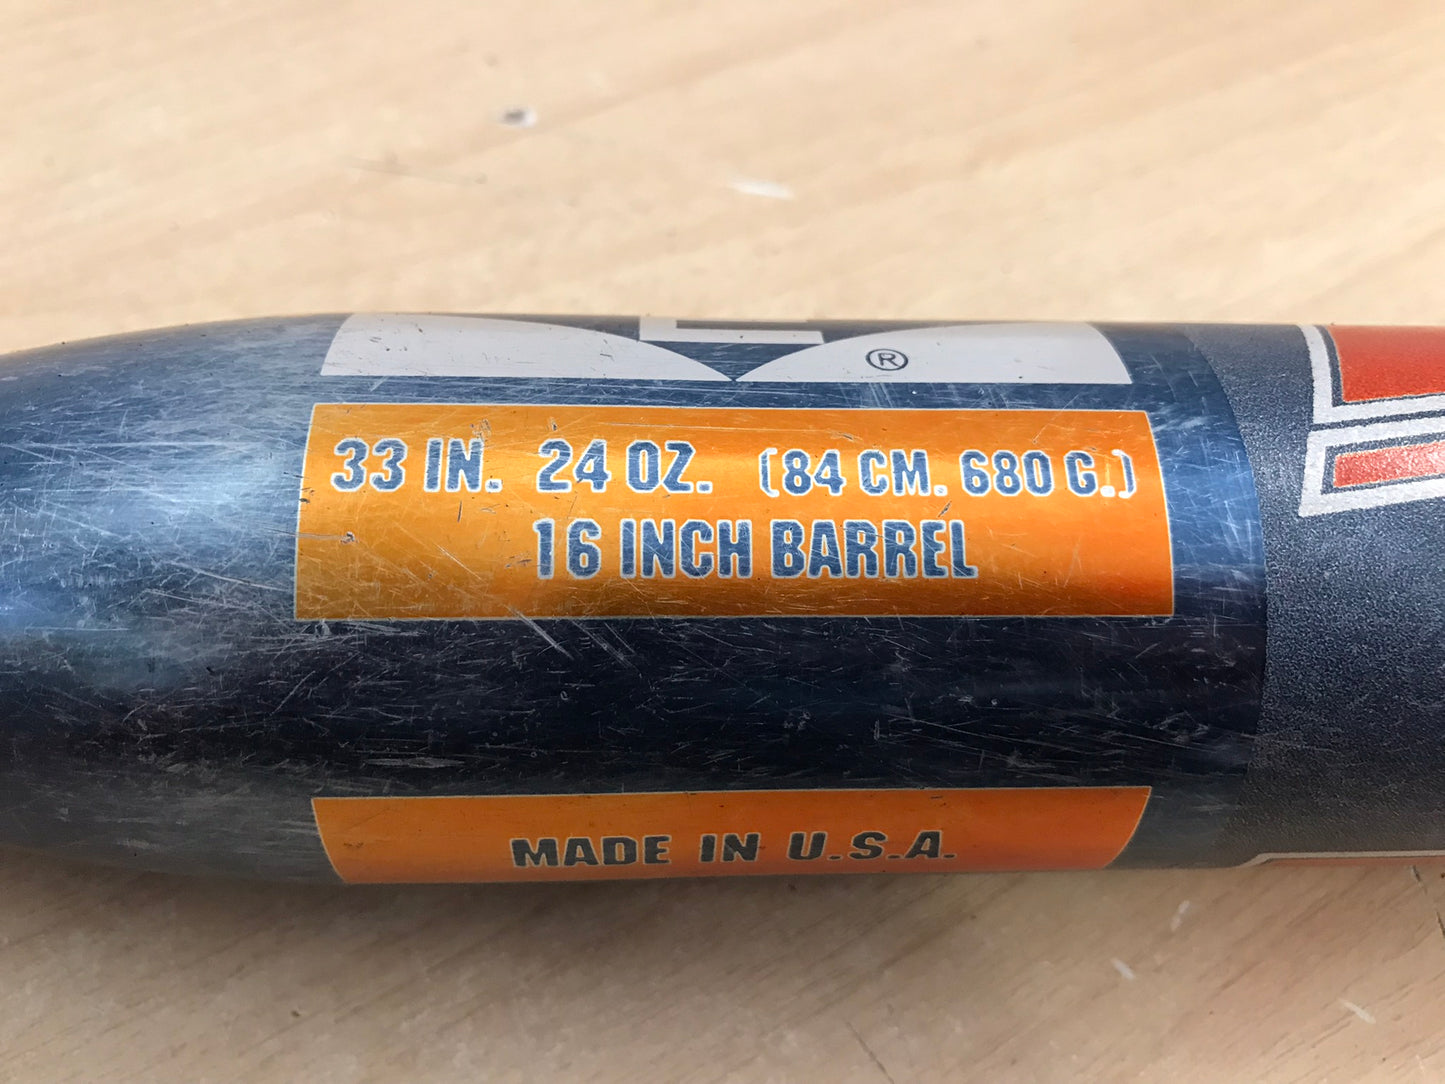 ®
33 IN. 24 OZ. (84 CM. 680 G.)
16 INCH BARREL
MADE IN U.S.A.